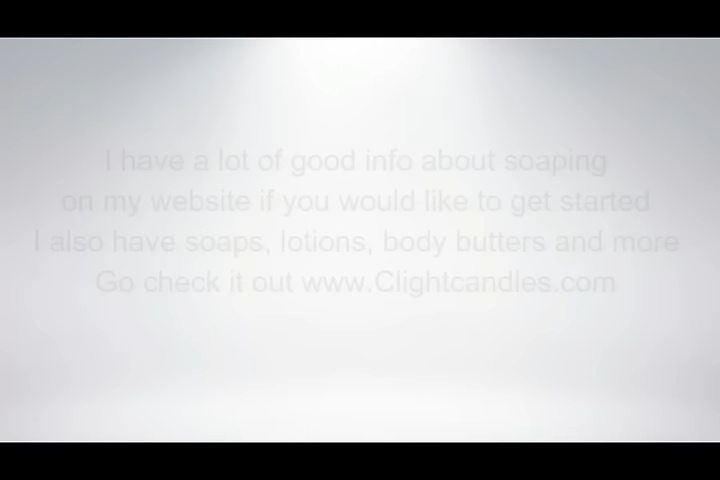 I have a lot of good info about soaping
on my website if you would like to get started
I also have soaps, lotions, body butters and more
Go check it out www.Clightcandles.com